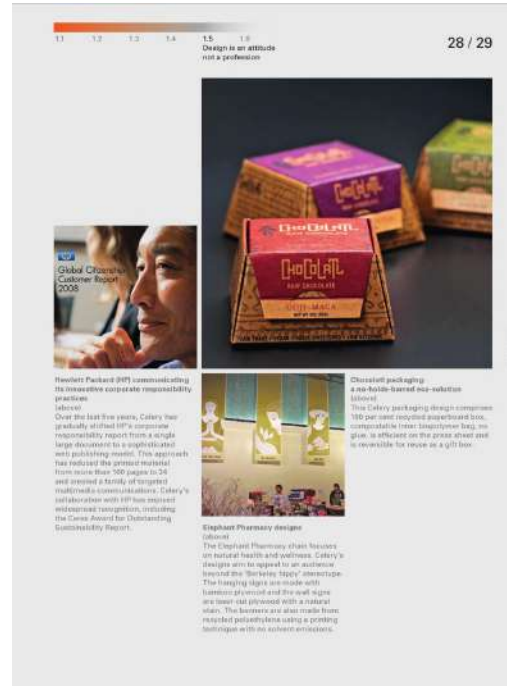 1.1 1.2 1.3 1.4 1.5 1.6
Design is an attitude
not a profession
28 / 29
CHOCOLATL
CHOCOLATL
RAW CHOCOLATE
GOJI - MACA
hp
Global Citizenship
Customer Report
2008
Hewlett Packard (HP) communicating
its innovative corporate responsibility
practices
(above)
Over the last five years, Celery has
gradually shifted HP's corporate
responsibility report from a single
large document to a sophisticated
web publishing model. This approach
has reduced the printed material
from more than 100 pages to 24
and created a family of targeted
multimedia communications. Celery's
collaboration with HP has enjoyed
widespread recognition, including
the Ceres Award for Outstanding
Sustainability Report.
Elephant Pharmacy designs
(above)
The Elephant Pharmacy chain focuses
on natural health and wellness. Celery's
designs aim to appeal to an audience
beyond the 'Berkeley hippy' stereotype.
The hanging signs are made with
bamboo plywood and the wall signs
are laser-cut plywood with a natural
stain. The banners are also made from
recycled polyethylene using a printing
technique with no solvent emissions.
Chocolatl packaging:
a no-holds-barred eco-solution
(above)
This Celery packaging design comprises
100 per cent recycled paperboard box,
compostable inner biopolymer bag, no
glue, is efficient on the press sheet and
is reversible for reuse as a gift box.